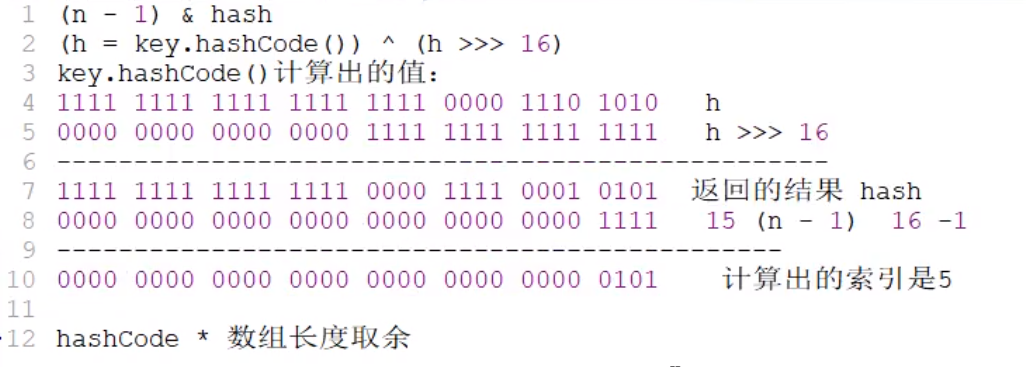 1 (n - 1) & hash
2 (h = key.hashCode()) ^ (h >>> 16)
3 key.hashCode()计算出的值：
4 1111 1111 1111 1111 1111 0000 1110 1010 h
5 0000 0000 0000 0000 1111 1111 1111 1111 h >>> 16
6 --------------------------------------------------
7 1111 1111 1111 1111 0000 1111 0001 0101 返回的结果 hash
8 0000 0000 0000 0000 0000 0000 0000 1111 15 (n - 1) 16 -1
9 -----------------------------------------------
10 0000 0000 0000 0000 0000 0000 0000 0101 计算出的索引是5
11
12 hashCode * 数组长度取余